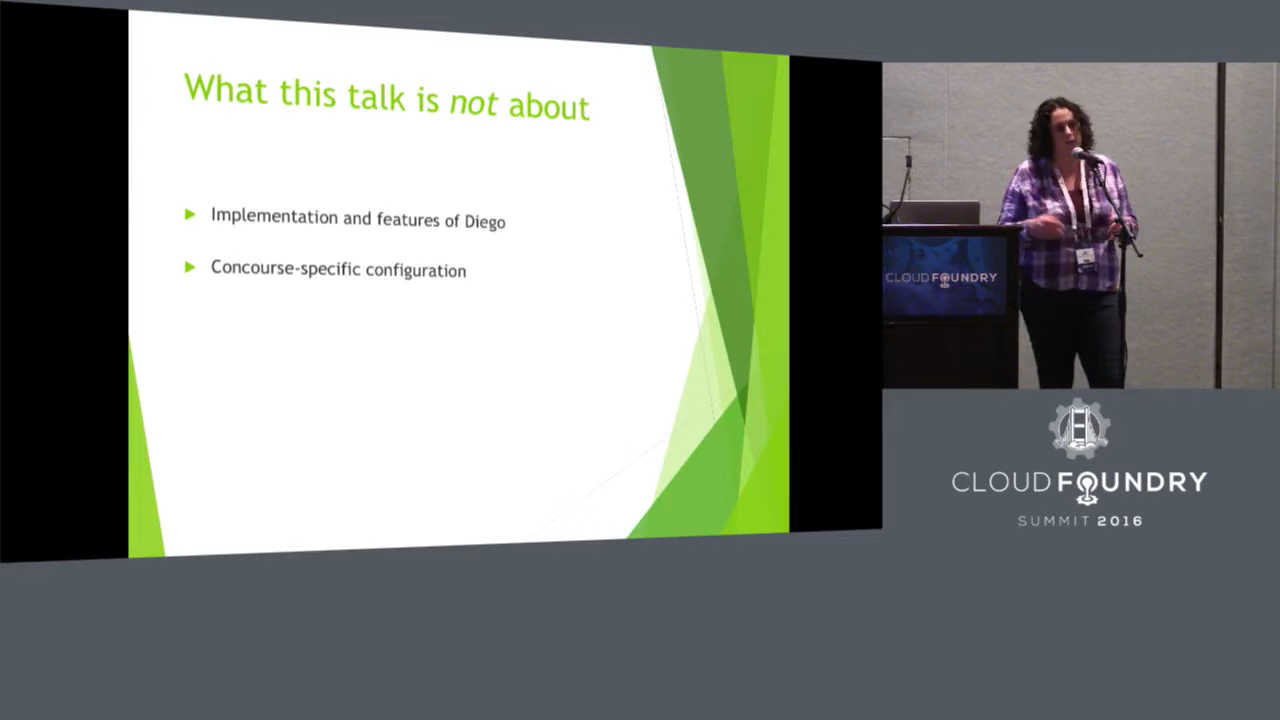 What this talk is not about
Implementation and features of Diego
Concourse-specific configuration
CLOUD FOUNDRY
CLOUD FOUNDRY
SUMMIT 2016